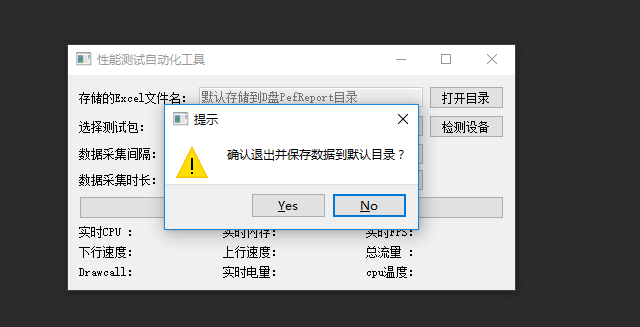 性能测试自动化工具
存储的Excel文件名: 默认存储到D盘PefReport目录 打开目录
选择测试包: 检测设备
数据采集间隔:
数据采集时长:
提示
确认退出并保存数据到默认目录？
Yes No
实时CPU : 实时内存: 实时FPS:
下行速度: 上行速度: 总流量 :
Drawcall: 实时电量: cpu温度: